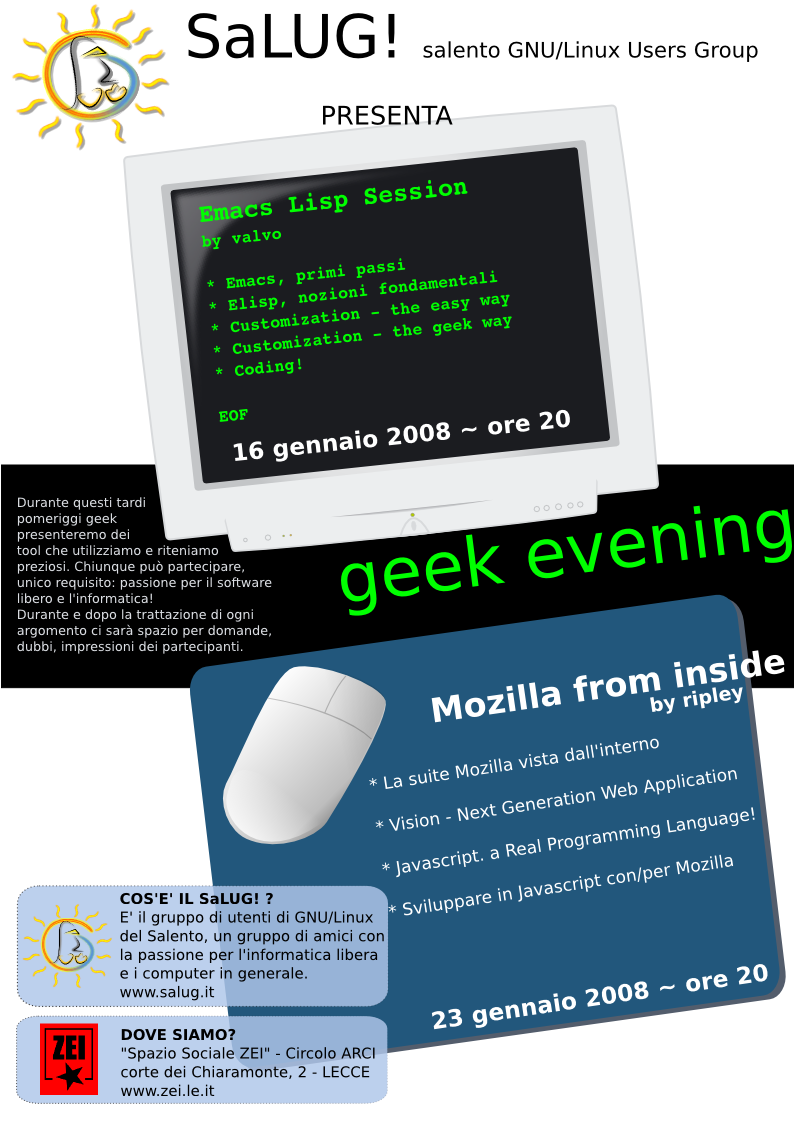 SaLUG! salento GNU/Linux Users Group
PRESENTA
Emacs Lisp Session
by valvo
* Emacs, primi passi
* Elisp, nozioni fondamentali
* Customization - the easy way
* Customization - the geek way
* Coding!
EOF
16 gennaio 2008 ~ ore 20
Durante questi tardi
pomeriggi geek
presenteremo dei
tool che utilizziamo e riteniamo
preziosi. Chiunque può partecipare,
unico requisito: passione per il software
libero e l'informatica!
Durante e dopo la trattazione di ogni
argomento ci sarà spazio per domande,
dubbi, impressioni dei partecipanti.
geek evening
Mozilla from inside
by ripley
* La suite Mozilla vista dall'interno
* Vision - Next Generation Web Application
* Javascript. a Real Programming Language!
* Sviluppare in Javascript con/per Mozilla
23 gennaio 2008 ~ ore 20
COS'E' IL SaLUG! ?
E' il gruppo di utenti di GNU/Linux
del Salento, un gruppo di amici con
la passione per l'informatica libera
e i computer in generale.
www.salug.it
ZEI
DOVE SIAMO?
"Spazio Sociale ZEI" - Circolo ARCI
corte dei Chiaramonte, 2 - LECCE
www.zei.le.it